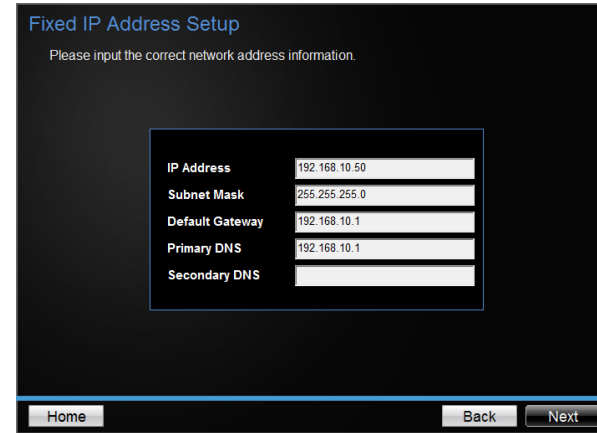 Fixed IP Address Setup
Please input the correct network address information.
IP Address 192.168.10.50
Subnet Mask 255.255.255.0
Default Gateway 192.168.10.1
Primary DNS 192.168.10.1
Secondary DNS
Home Back Next